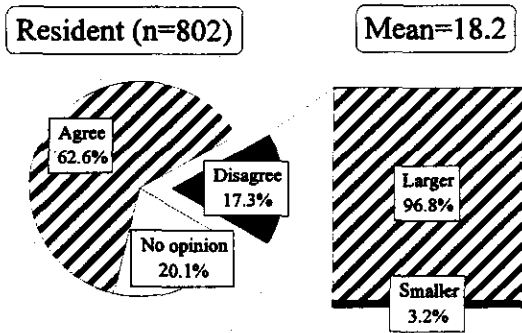 Resident (n=802)
Mean=18.2
Agree
62.6%
Disagree
17.3%
No opinion
20.1%
Larger
96.8%
Smaller
3.2%